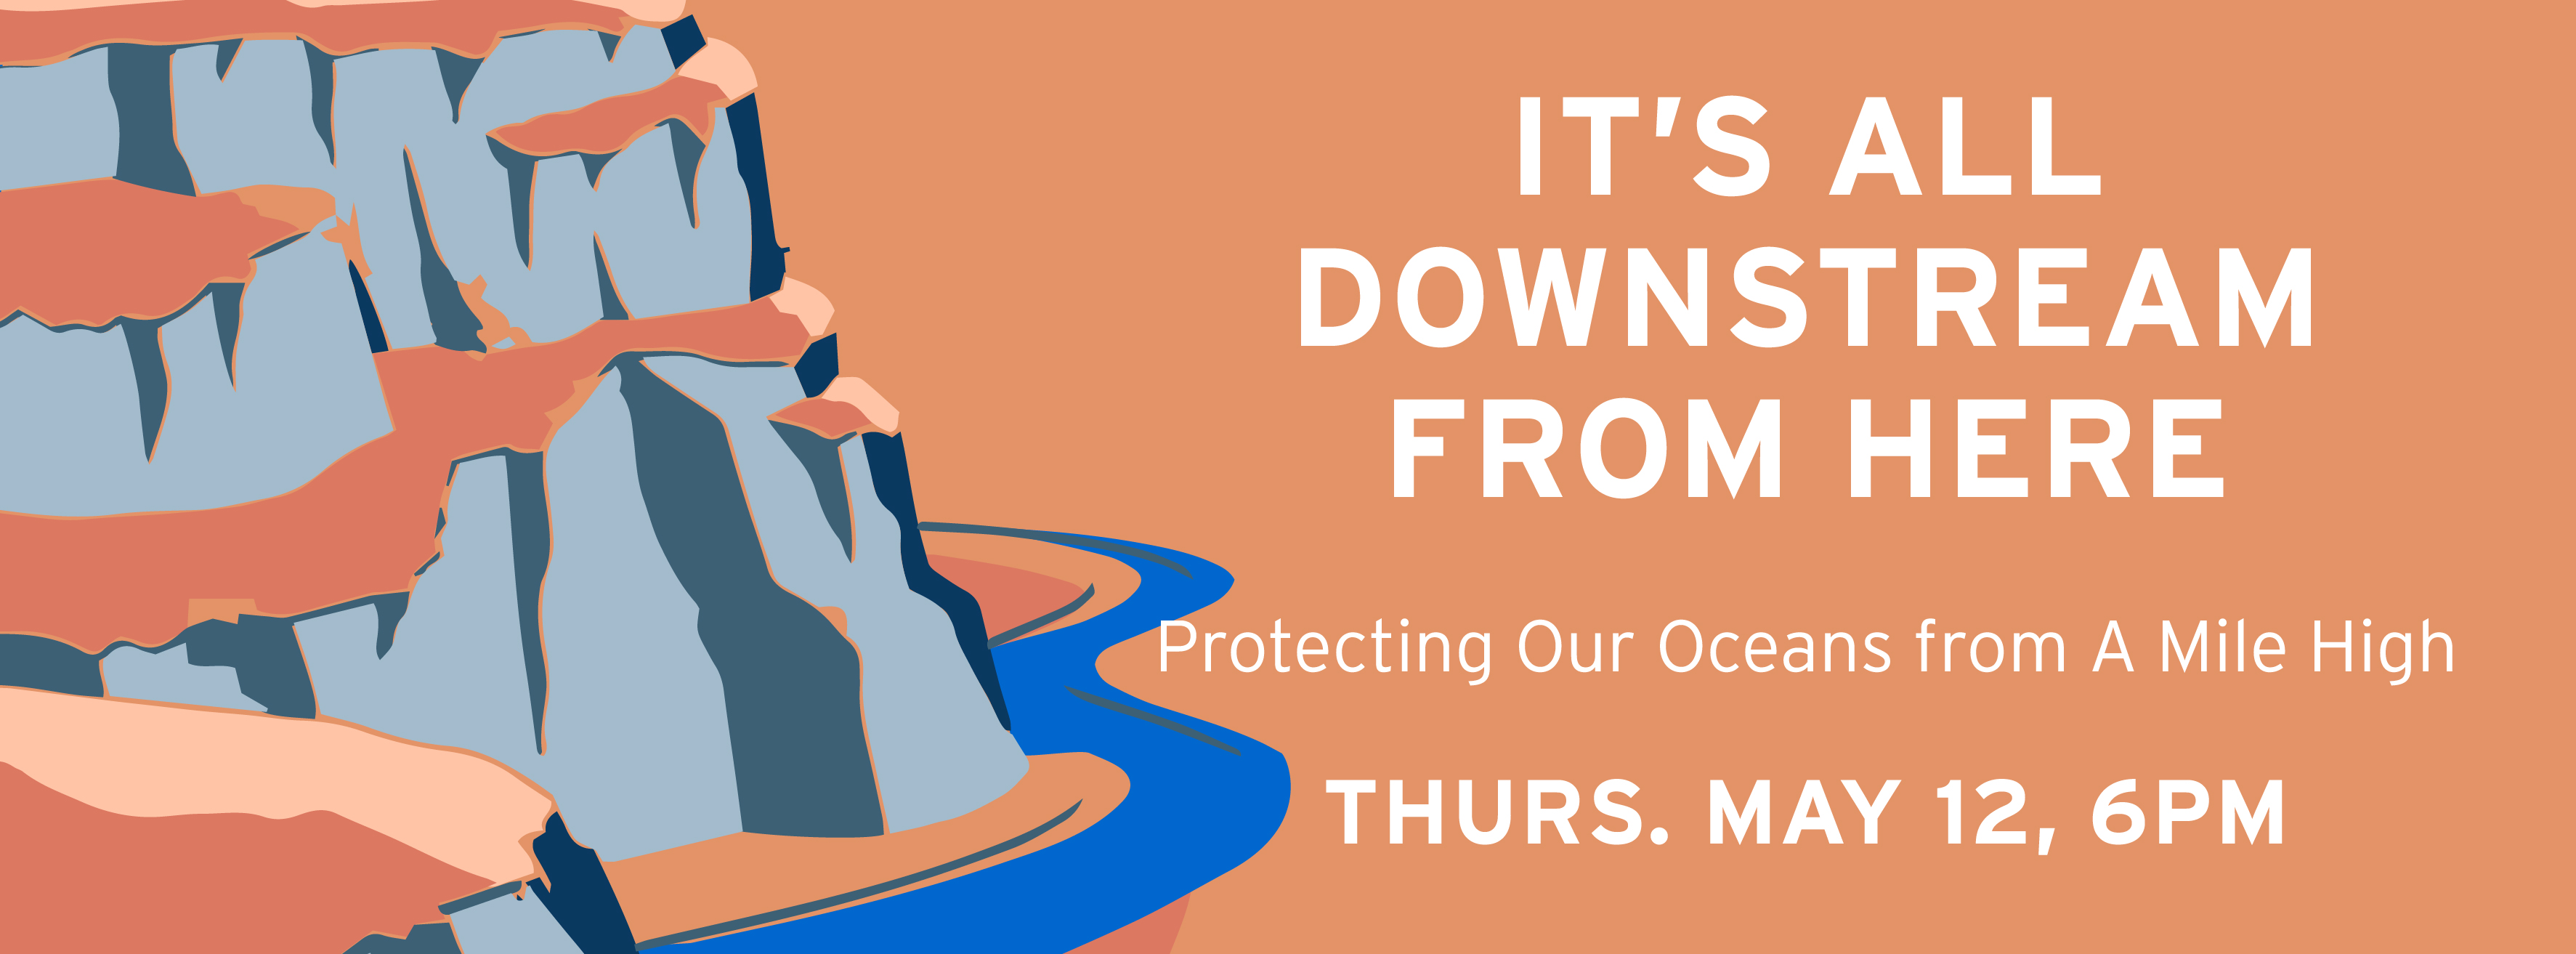 IT'S ALL
DOWNSTREAM
FROM HERE
Protecting Our Oceans from A Mile High
THURS. MAY 12, 6PM